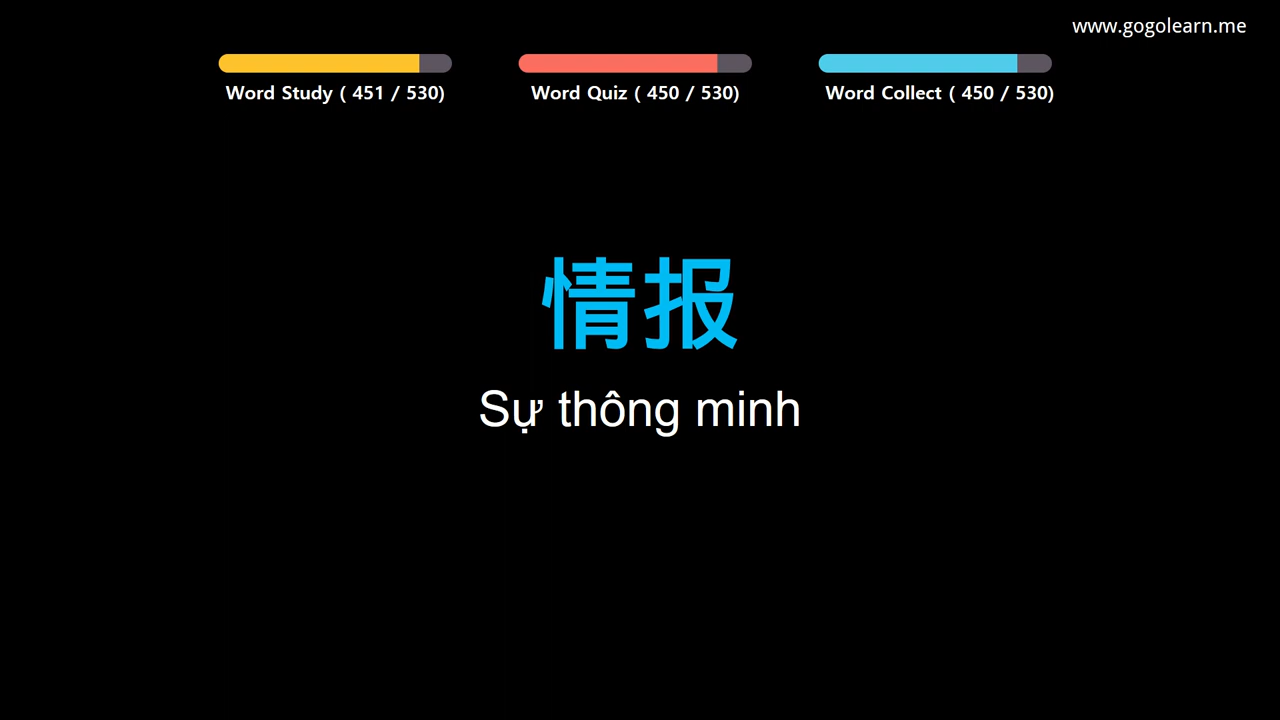 www.gogolearn.me
Word Study ( 451 / 530)
Word Quiz ( 450 / 530)
Word Collect ( 450 / 530)
情报
Sự thông minh